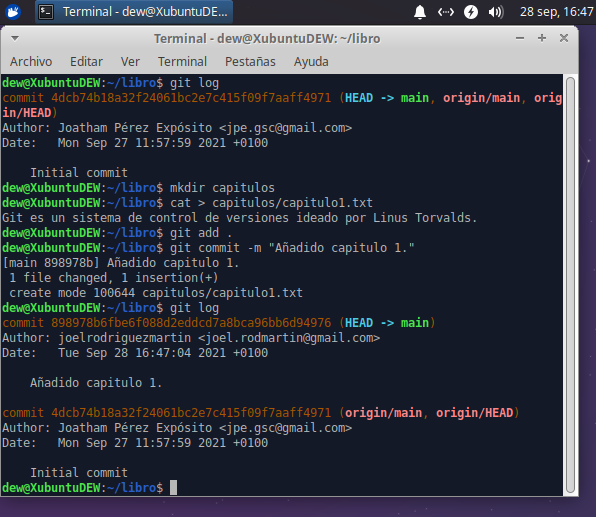 Terminal - dew@XubuntuDE...
28 sep, 16:47
Terminal - dew@XubuntuDEW: ~/libro
Archivo Editar Ver Terminal Pestañas Ayuda
dew@XubuntuDEW:~/libro$ git log
commit 4dcb74b18a32f24061bc2e7c415f09f7aaff4971 (HEAD -> main, origin/main, orig
in/HEAD)
Author: Joatham Pérez Expósito <jpe.gsc@gmail.com>
Date:   Mon Sep 27 11:57:59 2021 +0100
    Initial commit
dew@XubuntuDEW:~/libro$ mkdir capitulos
dew@XubuntuDEW:~/libro$ cat > capitulos/capitulo1.txt
Git es un sistema de control de versiones ideado por Linus Torvalds.
dew@XubuntuDEW:~/libro$ git add .
dew@XubuntuDEW:~/libro$ git commit -m "Añadido capitulo 1."
[main 898978b] Añadido capitulo 1.
 1 file changed, 1 insertion(+)
 create mode 100644 capitulos/capitulo1.txt
dew@XubuntuDEW:~/libro$ git log
commit 898978b6fbe6f088d2eddcd7a8bca96bb6d94976 (HEAD -> main)
Author: joelrodriguezmartin <joel.rodmartin@gmail.com>
Date:   Tue Sep 28 16:47:04 2021 +0100
    Añadido capitulo 1.
commit 4dcb74b18a32f24061bc2e7c415f09f7aaff4971 (origin/main, origin/HEAD)
Author: Joatham Pérez Expósito <jpe.gsc@gmail.com>
Date:   Mon Sep 27 11:57:59 2021 +0100
    Initial commit
dew@XubuntuDEW:~/libro$